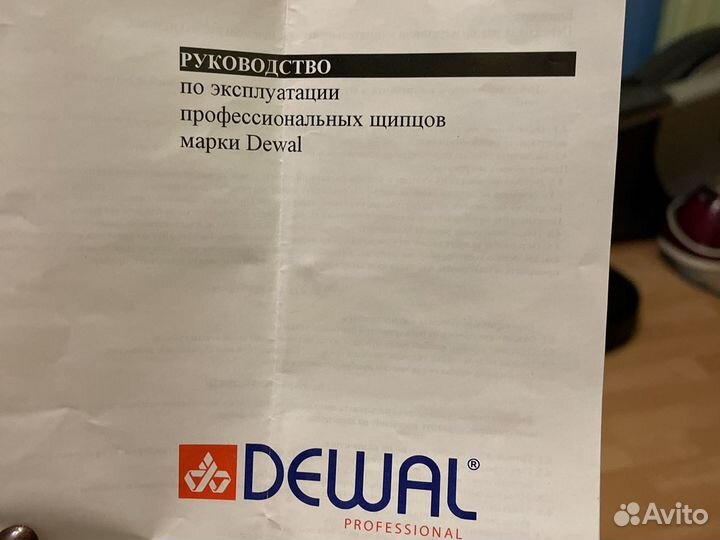 РУКОВОДСТВО
по эксплуатации
профессиональных щипцов
марки Dewal
DEWAL®
PROFESSIONAL
Avito